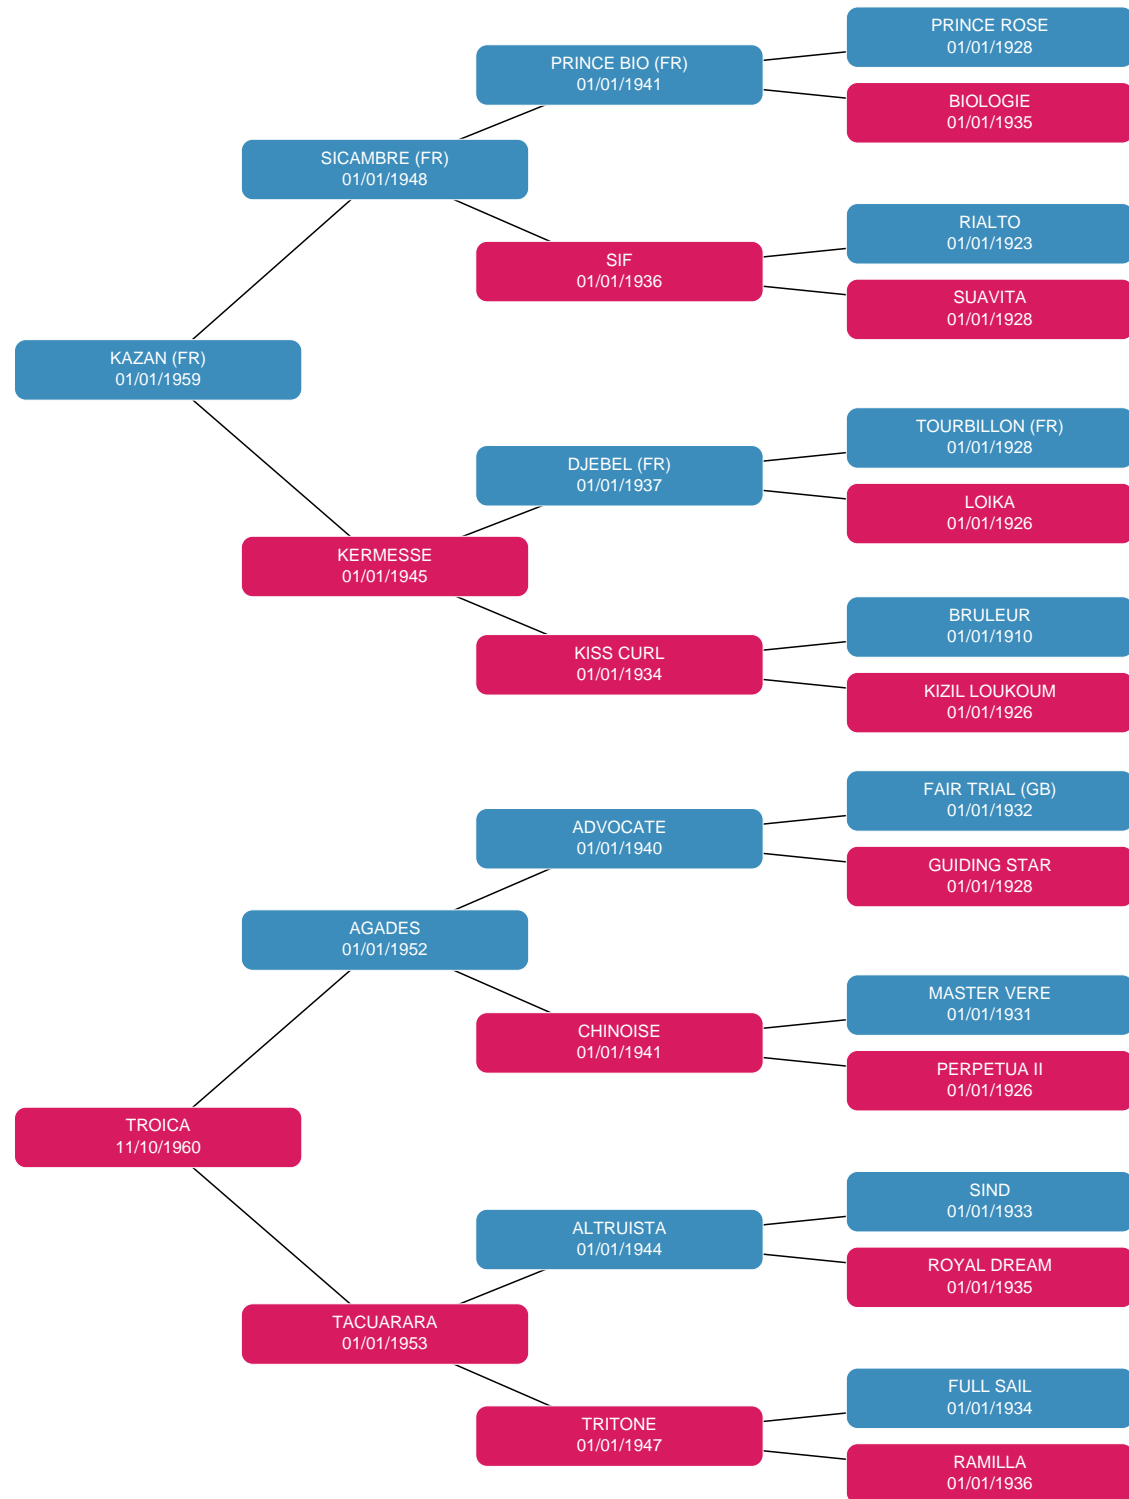 PRINCE ROSE
01/01/1928
PRINCE BIO (FR)
01/01/1941
BIOLOGIE
01/01/1935
SICAMBRE (FR)
01/01/1948
RIALTO
01/01/1923
SIF
01/01/1936
SUAVITA
01/01/1928
KAZAN (FR)
01/01/1959
TOURBILLON (FR)
01/01/1928
DJEBEL (FR)
01/01/1937
LOIKA
01/01/1926
KERMESSE
01/01/1945
BRULEUR
01/01/1910
KISS CURL
01/01/1934
KIZIL LOUKOUM
01/01/1926
FAIR TRIAL (GB)
01/01/1932
ADVOCATE
01/01/1940
GUIDING STAR
01/01/1928
AGADES
01/01/1952
MASTER VERE
01/01/1931
CHINOISE
01/01/1941
PERPETUA II
01/01/1926
TROICA
11/10/1960
SIND
01/01/1933
ALTRUISTA
01/01/1944
ROYAL DREAM
01/01/1935
TACUARARA
01/01/1953
FULL SAIL
01/01/1934
TRITONE
01/01/1947
RAMILLA
01/01/1936